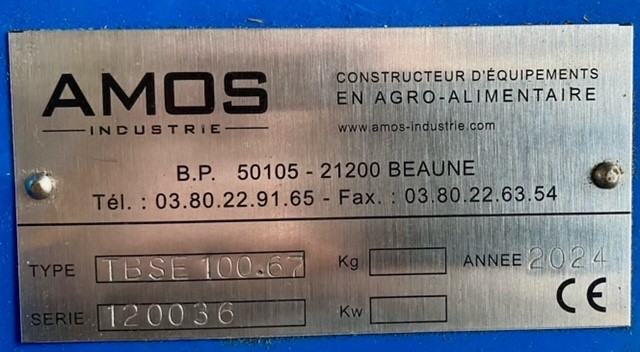 AMOS
INDUSTRIE
CONSTRUCTEUR D'ÉQUIPEMENTS
EN AGRO-ALIMENTAIRE
www.amos-industrie.com
B.P. 50105 - 21200 BEAUNE
Tél. : 03.80.22.91.65 - Fax. : 03.80.22.63.54
TYPE TBSE 100.67 Kg ANNEE 2024
SERIE 120036 Kw CE